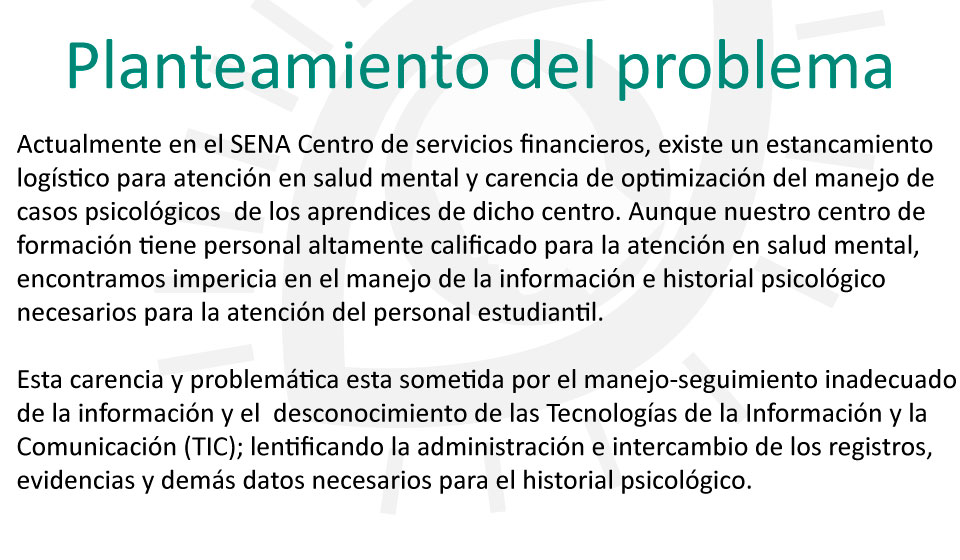 Planteamiento del problema
Actualmente en el SENA Centro de servicios financieros, existe un estancamiento
logístico para atención en salud mental y carencia de optimización del manejo de
casos psicológicos  de los aprendices de dicho centro. Aunque nuestro centro de
formación tiene personal altamente calificado para la atención en salud mental,
encontramos impericia en el manejo de la información e historial psicológico
necesarios para la atención del personal estudiantil.
Esta carencia y problemática esta sometida por el manejo-seguimiento inadecuado
de la información y el  desconocimiento de las Tecnologías de la Información y la
Comunicación (TIC); lentificando la administración e intercambio de los registros,
evidencias y demás datos necesarios para el historial psicológico.